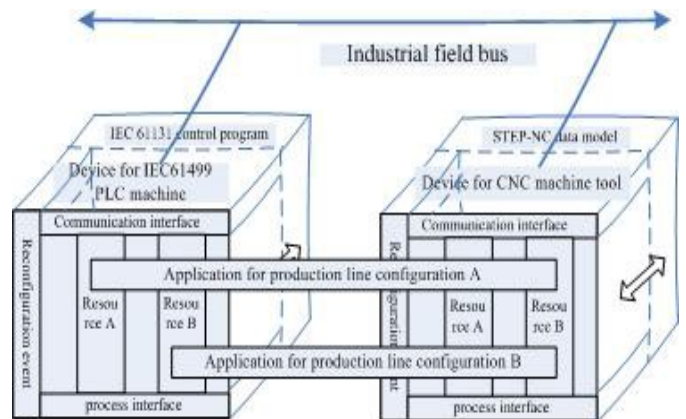 Industrial field bus
IEC 61131 control program
Device for IEC61499
PLC machine
Communication interface
Reconfiguration event
Resou
rce A
Resou
rce B
process interface
STEP-NC data model
Device for CNC machine tool
Communication interface
Resou
rce A
Resou
rce B
process interface
Application for production line configuration A
Application for production line configuration B